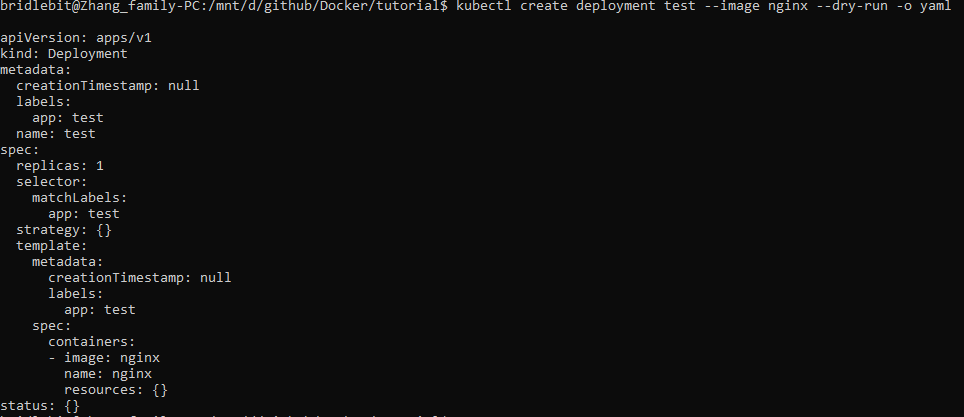 bridlebit@Zhang_family-PC:/mnt/d/github/Docker/tutorial$ kubectl create deployment test --image nginx --dry-run -o yaml
apiVersion: apps/v1
kind: Deployment
metadata:
  creationTimestamp: null
  labels:
    app: test
  name: test
spec:
  replicas: 1
  selector:
    matchLabels:
      app: test
  strategy: {}
  template:
    metadata:
      creationTimestamp: null
      labels:
        app: test
    spec:
      containers:
      - image: nginx
        name: nginx
        resources: {}
status: {}